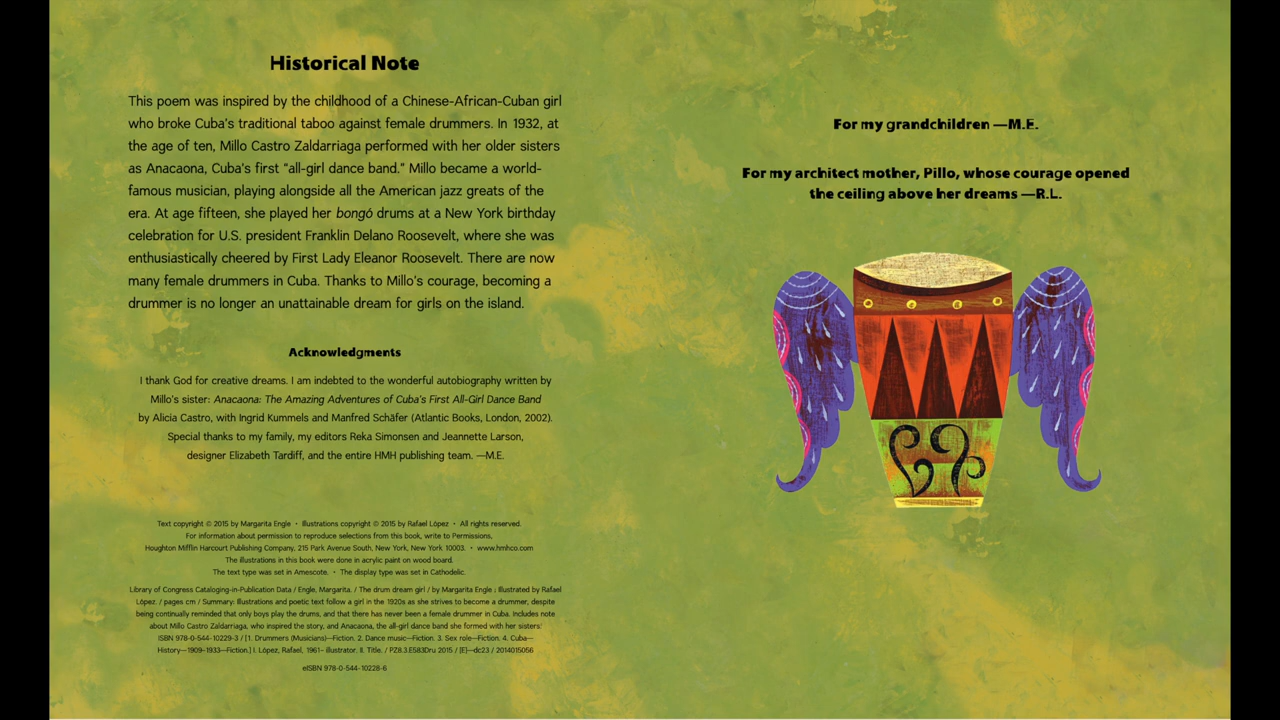 Historical Note
This poem was inspired by the childhood of a Chinese-African-Cuban girl
who broke Cuba's traditional taboo against female drummers. In 1932, at
the age of ten, Millo Castro Zaldarriaga performed with her older sisters
as Anacaona, Cuba's first “all-girl dance band.” Millo became a world-
famous musician, playing alongside all the American jazz greats of the
era. At age fifteen, she played her bongó drums at a New York birthday
celebration for U.S. president Franklin Delano Roosevelt, where she was
enthusiastically cheered by First Lady Eleanor Roosevelt. There are now
many female drummers in Cuba. Thanks to Millo's courage, becoming a
drummer is no longer an unattainable dream for girls on the island.
Acknowledgments
I thank God for creative dreams. I am indebted to the wonderful autobiography written by
Millo's sister: Anacaona: The Amazing Adventures of Cuba's First All-Girl Dance Band
by Alicia Castro, with Ingrid Kummels and Manfred Schäfer (Atlantic Books, London, 2002).
Special thanks to my family, my editors Reka Simonsen and Jeannette Larson,
designer Elizabeth Tardiff, and the entire HMH publishing team. —M.E.
Text copyright © 2015 by Margarita Engle • Illustrations copyright © 2015 by Rafael López • All rights reserved.
For information about permission to reproduce selections from this book, write to Permissions,
Houghton Mifflin Harcourt Publishing Company, 215 Park Avenue South, New York, New York 10003. • www.hmhco.com
The illustrations in this book were done in acrylic paint on wood board.
The text type was set in Amescote. • The display type was set in Cathodelic.
Library of Congress Cataloging-in-Publication Data / Engle, Margarita. / The drum dream girl / by Margarita Engle ; illustrated by Rafael
López. / pages cm / Summary: Illustrations and poetic text follow a girl in the 1920s as she strives to become a drummer, despite
being continually reminded that only boys play the drums, and that there has never been a female drummer in Cuba. Includes note
about Millo Castro Zaldarriaga, who inspired the story, and Anacaona, the all-girl dance band she formed with her sisters.
ISBN 978-0-544-10229-3 / [1. Drummers (Musicians)—Fiction. 2. Dance music—Fiction. 3. Sex role—Fiction. 4. Cuba—
History—1909–1933—Fiction.] I. López, Rafael, 1961– illustrator. II. Title. / PZ8.3.E583Dru 2015 / [E]—dc23 / 2014015056
eISBN 978-0-544-10228-6
For my grandchildren —M.E.
For my architect mother, Pillo, whose courage opened
the ceiling above her dreams —R.L.